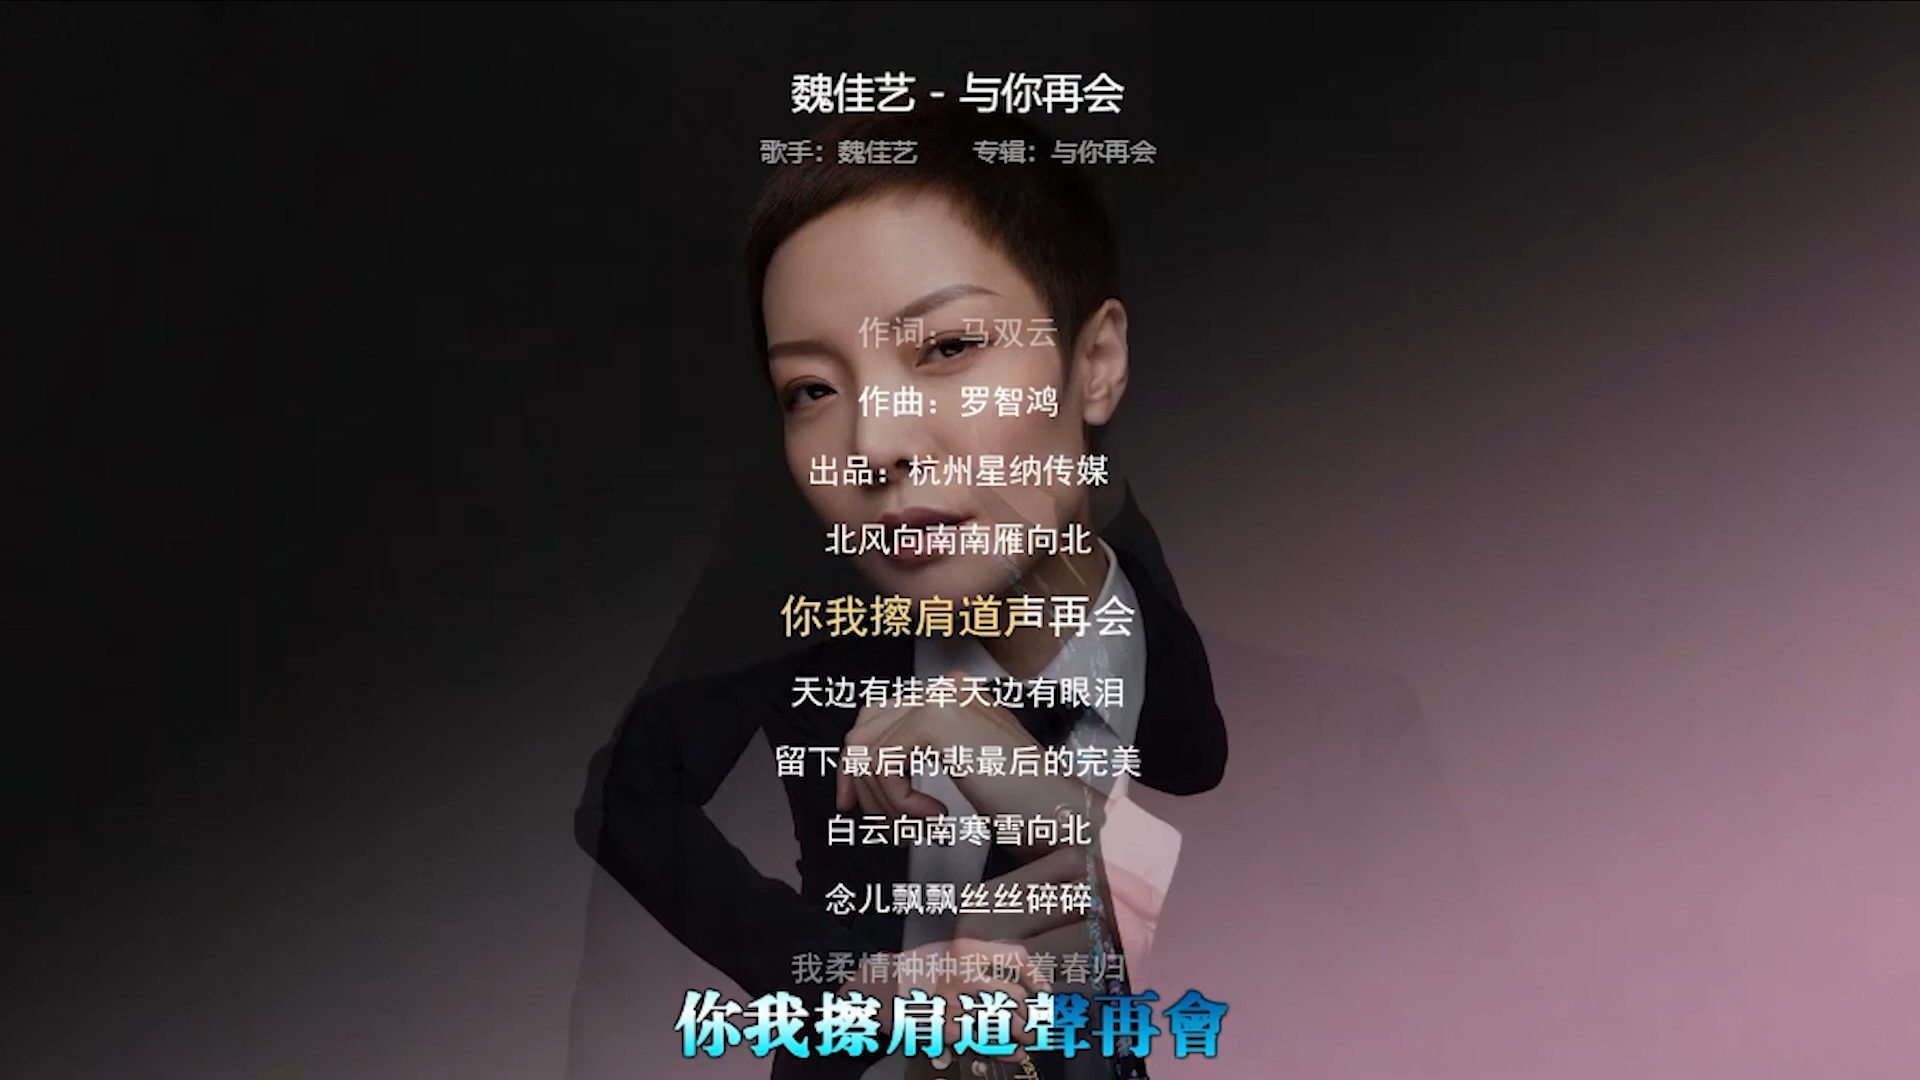 魏佳艺 - 与你再会
歌手：魏佳艺 专辑：与你再会
作词：马双云
作曲：罗智鸿
出品：杭州星纳传媒
北风向南南雁向北
你我擦肩道声再会
天边有挂牵天边有眼泪
留下最后的悲最后的完美
白云向南寒雪向北
念儿飘飘丝丝碎碎
我柔情种种我盼着春归
你我擦肩道聲再會